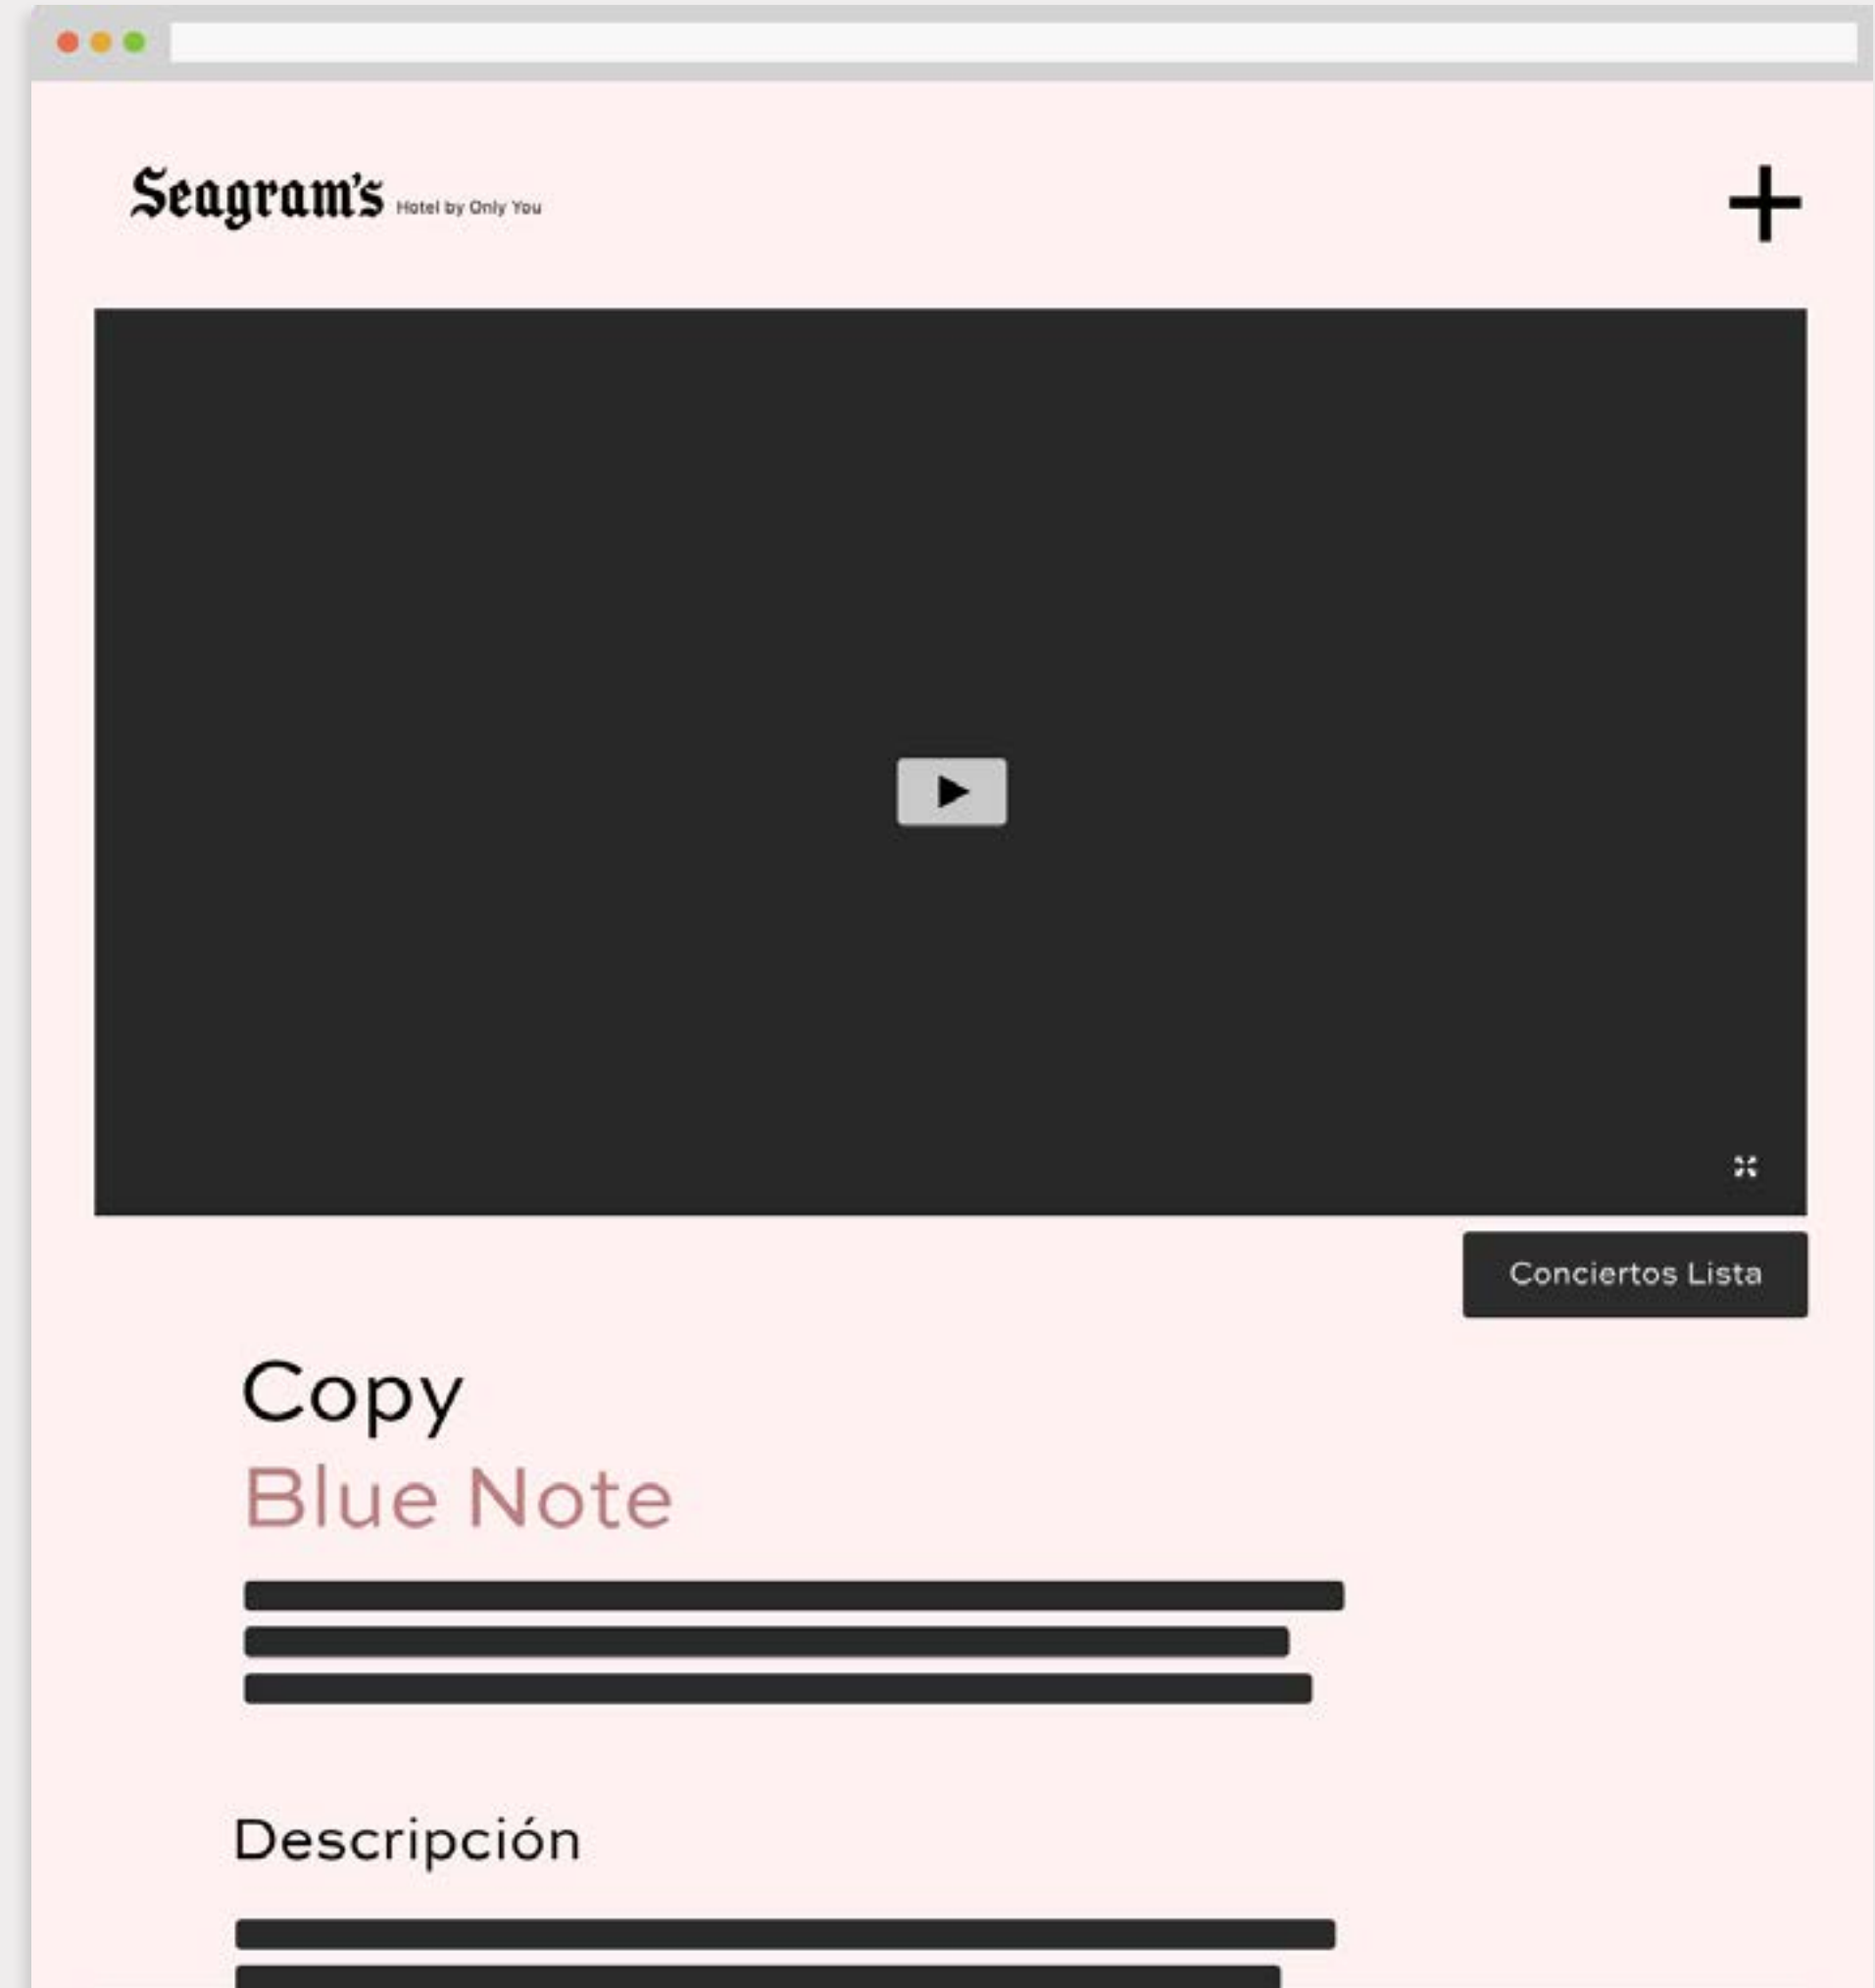 Seagram's Hotel by Only You
Conciertos Lista
Copy
Blue Note
Descripción